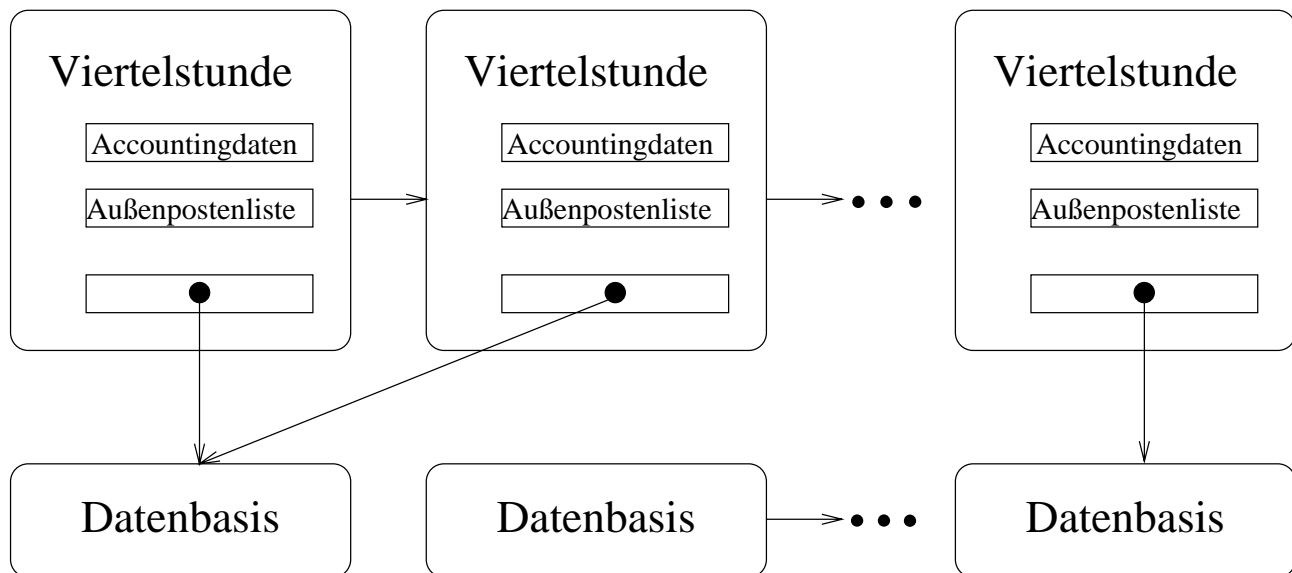 Viertelstunde
Accountingdaten
Außenpostenliste
Viertelstunde
Accountingdaten
Außenpostenliste
Viertelstunde
Accountingdaten
Außenpostenliste
Datenbasis
Datenbasis
Datenbasis